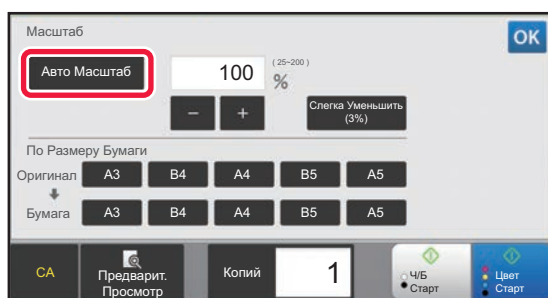 Масштаб
OK
Авто Масштаб
100
(25~200)
%
−
+
Слегка Уменьшить
(3%)
По Размеру Бумаги
Оригинал A3 B4 A4 B5 A5
Бумага A3 B4 A4 B5 A5
CA
Предварит.
Просмотр
Копий
1
Ч/Б
Старт
Цвет
Старт